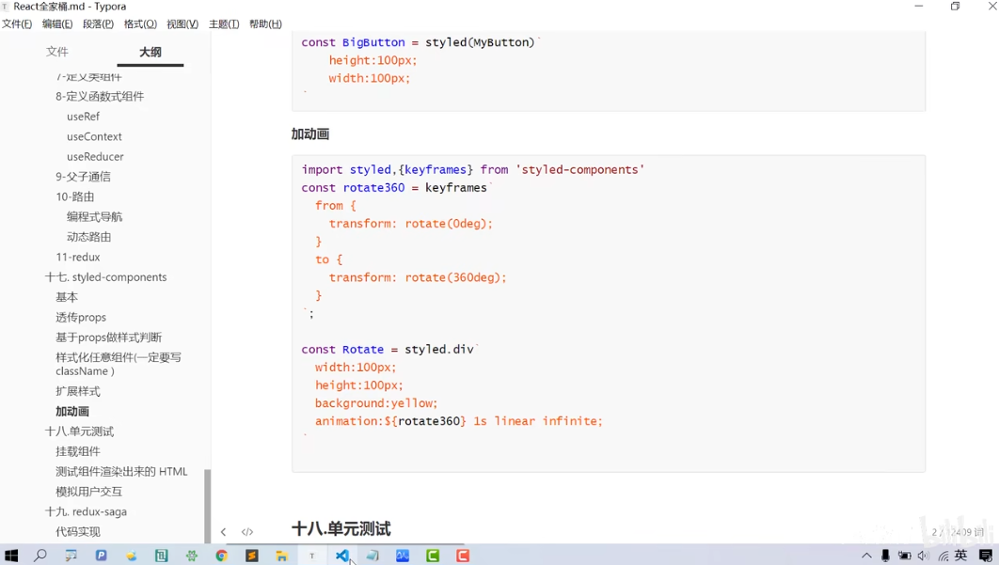 React全家桶.md - Typora
文件(F) 编辑(E) 段落(P) 格式(O) 视图(V) 主题(T) 帮助(H)
文件 大纲
7-定义类组件
8-定义函数式组件
useRef
useContext
useReducer
9-父子通信
10-路由
编程式导航
动态路由
11-redux
十七. styled-components
基本
透传props
基于props做样式判断
样式化任意组件(一定要写
className )
扩展样式
加动画
十八.单元测试
挂载组件
测试组件渲染出来的 HTML
模拟用户交互
十九. redux-saga
代码实现
const BigButton = styled(MyButton)`
height:100px;
width:100px;
`
加动画
import styled,{keyframes} from 'styled-components'
const rotate360 = keyframes`
from {
transform: rotate(0deg);
}
to {
transform: rotate(360deg);
}
`;
const Rotate = styled.div`
width:100px;
height:100px;
background:yellow;
animation:${rotate360} 1s linear infinite;
`
十八.单元测试
2 / 12409 词
英